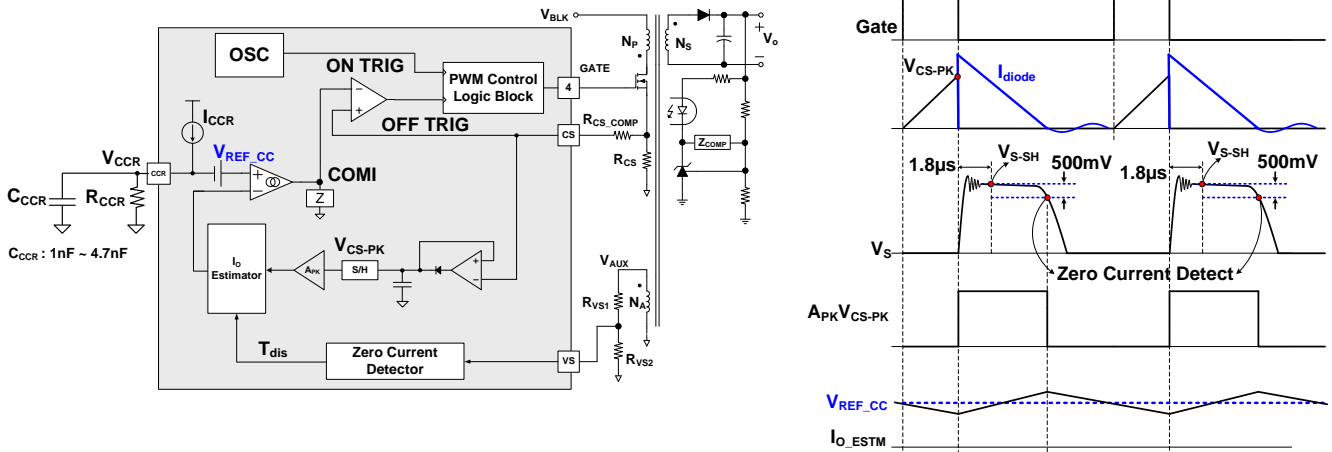 V_BLK
OSC
ON TRIG
PWM Control
Logic Block
GATE
4
N_P
N_S
+
V_o
−
I_CCR
V_CCR
CCR
V_REF_CC
+
−
−
+
OFF TRIG
CS
R_CS_COMP
R_CS
Z_COMP
COMI
Z
C_CCR
R_CCR
C_CCR : 1nF ~ 4.7nF
I_O
Estimator
A_PK
V_CS-PK
S/H
+
−
V_AUX
R_VS1
N_A
R_VS2
T_dis
Zero Current
Detector
VS
Gate
V_CS-PK
I_diode
1.8µs
V_S-SH
500mV
1.8µs
V_S-SH
500mV
V_S
Zero Current Detect
A_PKV_CS-PK
V_REF_CC
I_O_ESTM